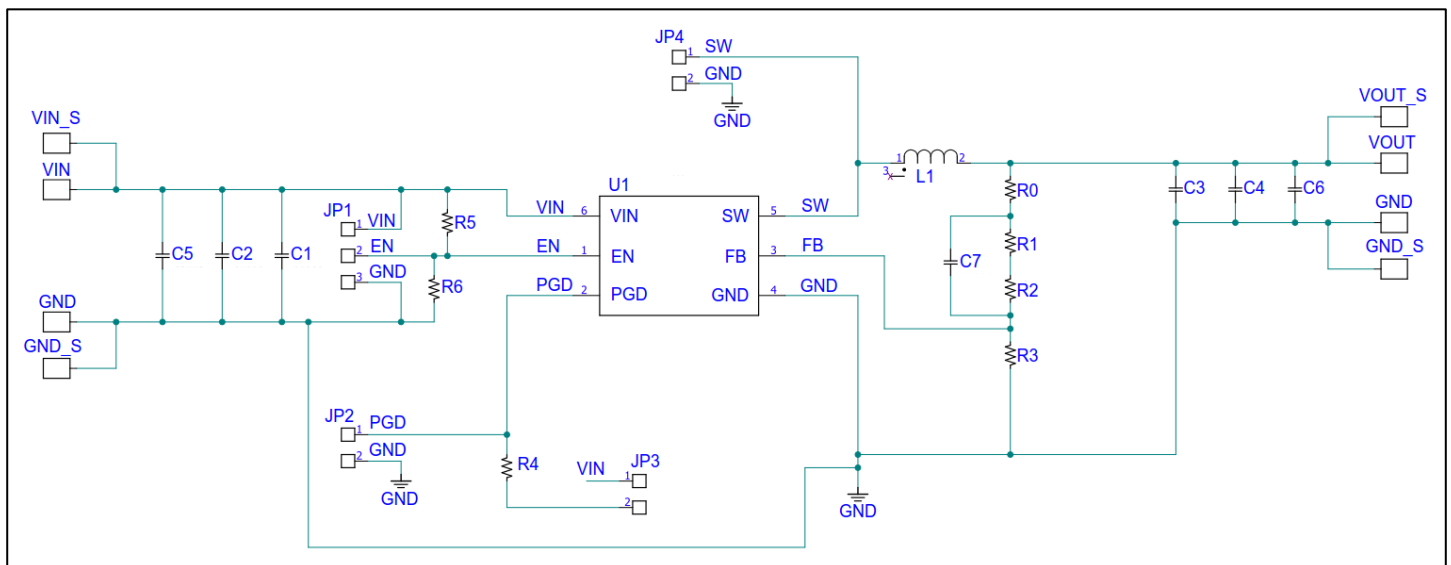 JP4
1 SW
2 GND
GND
VIN_S
VIN
GND
GND_S
C5
C2
C1
JP1
1 VIN
2 EN
3 GND
R5
R6
U1
VIN 6 VIN
EN 1 EN
PGD 2 PGD
SW 5 SW
FB 3 FB
GND 4 GND
1 2
3
L1
R0
R1
C7
R2
R3
C3
C4
C6
VOUT_S
VOUT
GND
GND_S
JP2
1 PGD
2 GND
GND
R4
VIN 1 JP3
2
GND